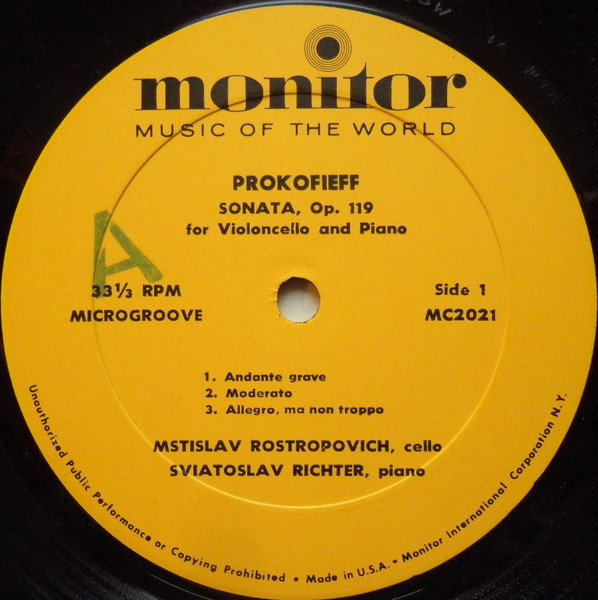 monitor
MUSIC OF THE WORLD
PROKOFIEFF
SONATA, Op. 119
for Violoncello and Piano
A
33⅓ RPM
Side 1
MICROGROOVE
MC2021
1. Andante grave
2. Moderato
3. Allegro, ma non troppo
MSTISLAV ROSTROPOVICH, cello
SVIATOSLAV RICHTER, piano
Unauthorized Public Performance or Copying Prohibited • Made in U.S.A. • Monitor International Corporation N.Y.